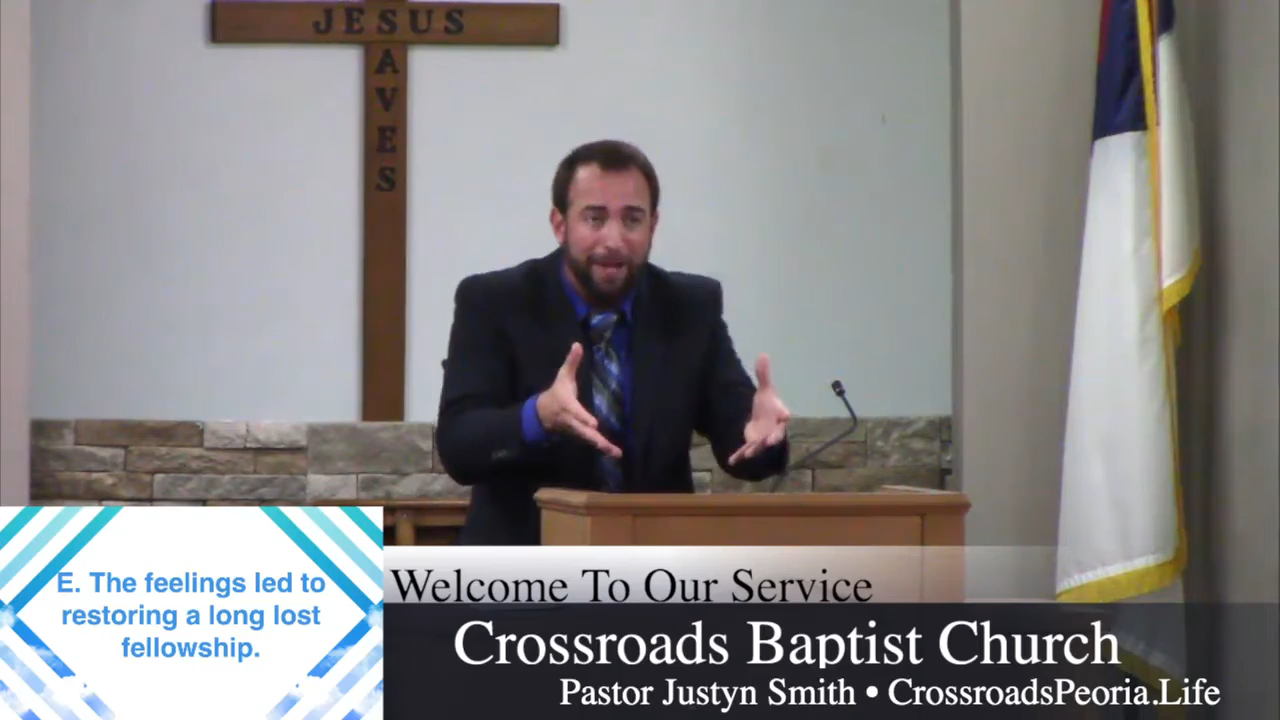 JESUS
SAVES
E. The feelings led to
restoring a long lost
fellowship.
Welcome To Our Service
Crossroads Baptist Church
Pastor Justyn Smith • CrossroadsPeoria.Life